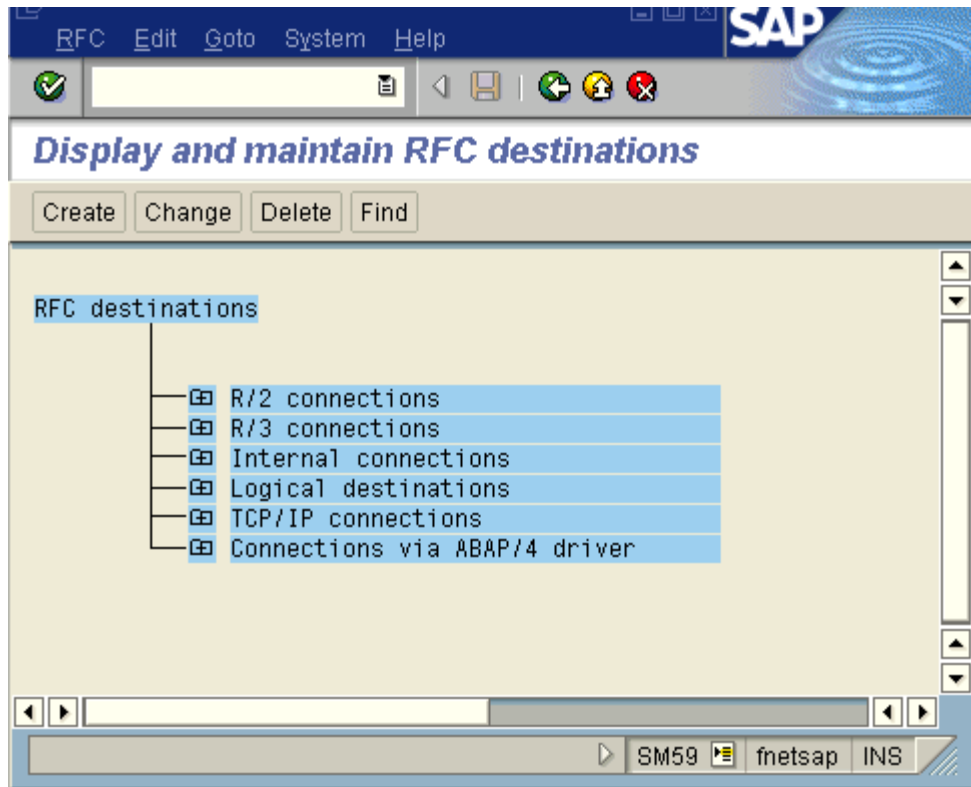 RFC Edit Goto System Help
SAP
Display and maintain RFC destinations
Create Change Delete Find
RFC destinations
R/2 connections
R/3 connections
Internal connections
Logical destinations
TCP/IP connections
Connections via ABAP/4 driver
SM59 fnetsap INS